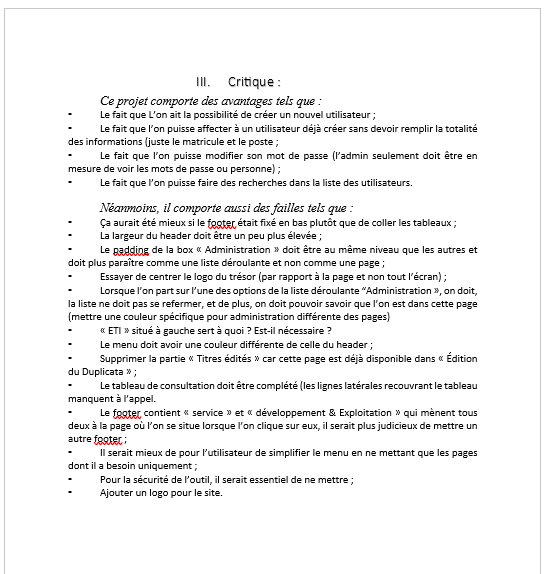 III. Critique :
Ce projet comporte des avantages tels que :
- Le fait que L'on ait la possibilité de créer un nouvel utilisateur ;
- Le fait que l'on puisse affecter à un utilisateur déjà créer sans devoir remplir la totalité
des informations (juste le matricule et le poste ;
- Le fait que l'on puisse modifier son mot de passe (l'admin seulement doit être en
mesure de voir les mots de passe ou personne) ;
- Le fait que l'on puisse faire des recherches dans la liste des utilisateurs.
Néanmoins, il comporte aussi des failles tels que :
- Ça aurait été mieux si le footer était fixé en bas plutôt que de coller les tableaux ;
- La largeur du header doit être un peu plus élevée ;
- Le padding de la box « Administration » doit être au même niveau que les autres et
doit plus paraître comme une liste déroulante et non comme une page ;
- Essayer de centrer le logo du trésor (par rapport à la page et non tout l'écran) ;
- Lorsque l'on part sur l'une des options de la liste déroulante "Administration », on doit,
la liste ne doit pas se refermer, et de plus, on doit pouvoir savoir que l'on est dans cette page
(mettre une couleur spécifique pour administration différente des pages)
- « ETI » situé à gauche sert à quoi ? Est-il nécessaire ?
- Le menu doit avoir une couleur différente de celle du header ;
- Supprimer la partie « Titres édités » car cette page est déjà disponible dans « Édition
du Duplicata » ;
- Le tableau de consultation doit être complété (les lignes latérales recouvrant le tableau
manquent à l'appel.
- Le footer contient « service » et « développement & Exploitation » qui mènent tous
deux à la page où l'on se situe lorsque l'on clique sur eux, il serait plus judicieux de mettre un
autre footer ;
- Il serait mieux de pour l'utilisateur de simplifier le menu en ne mettant que les pages
dont il a besoin uniquement ;
- Pour la sécurité de l'outil, il serait essentiel de ne mettre ;
- Ajouter un logo pour le site.